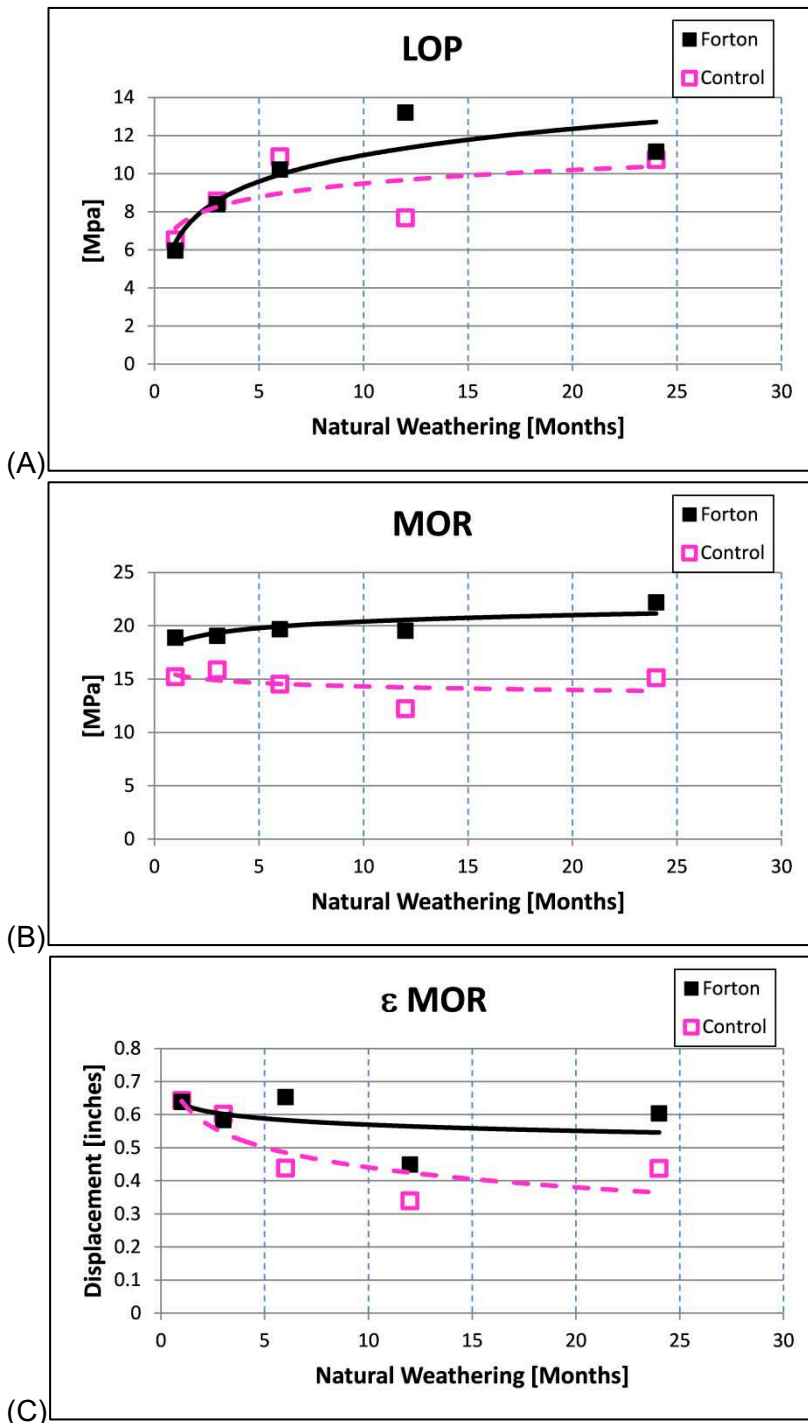 LOP
Forton
Control
14
12
10
8
6
4
2
0
[Mpa]
0 5 10 15 20 25 30
Natural Weathering [Months]
(A)
MOR
Forton
Control
25
20
15
10
5
0
[MPa]
0 5 10 15 20 25 30
Natural Weathering [Months]
(B)
ε MOR
Forton
Control
0.8
0.7
0.6
0.5
0.4
0.3
0.2
0.1
0
Displacement [inches]
0 5 10 15 20 25 30
Natural Weathering [Months]
(C)